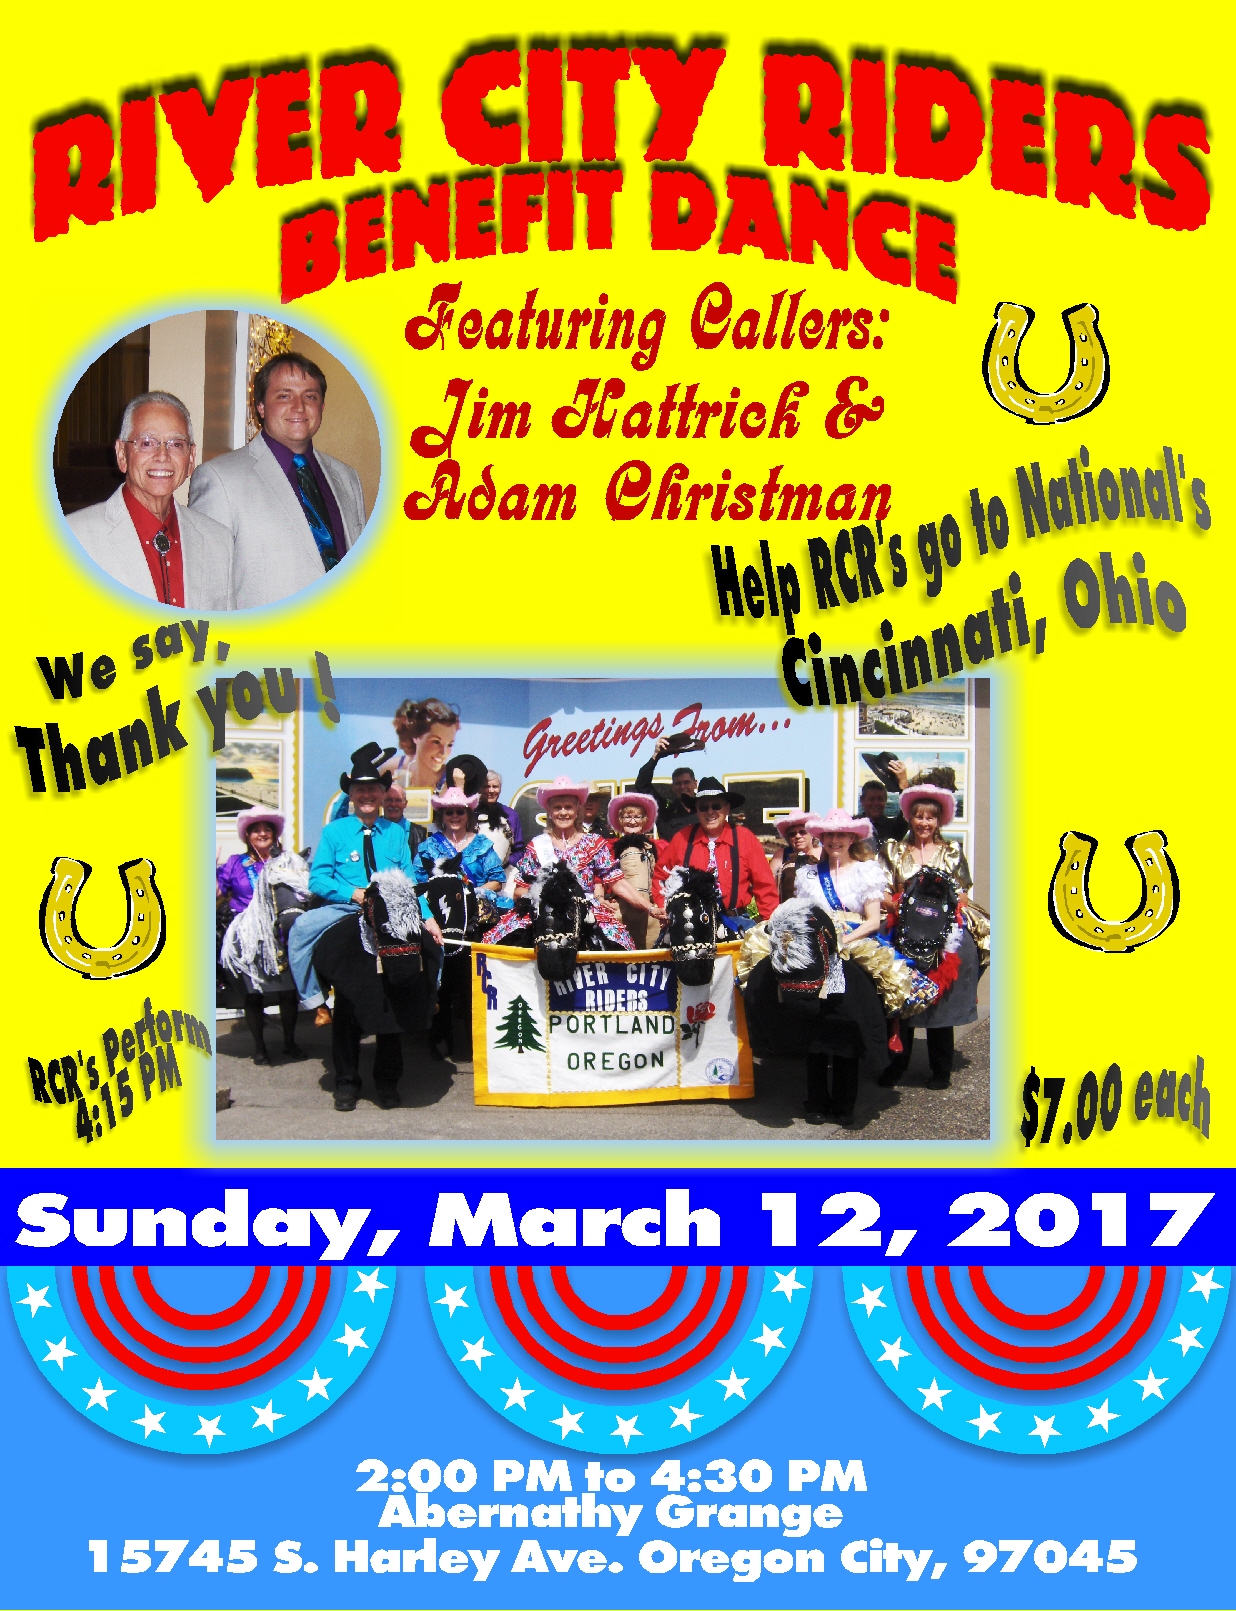 RIVER CITY RIDERS
BENEFIT DANCE
Featuring Callers:
Jim Hattrick &
Adam Christman
Help RCR's go to National's
Cincinnati, Ohio
We say,
Thank you !
Greetings From...
RCR
RIVER CITY
RIDERS
OREGON
PORTLAND
OREGON
RCR's Perform
4:15 PM
$7.00 each
Sunday, March 12, 2017
2:00 PM to 4:30 PM
Abernathy Grange
15745 S. Harley Ave. Oregon City, 97045